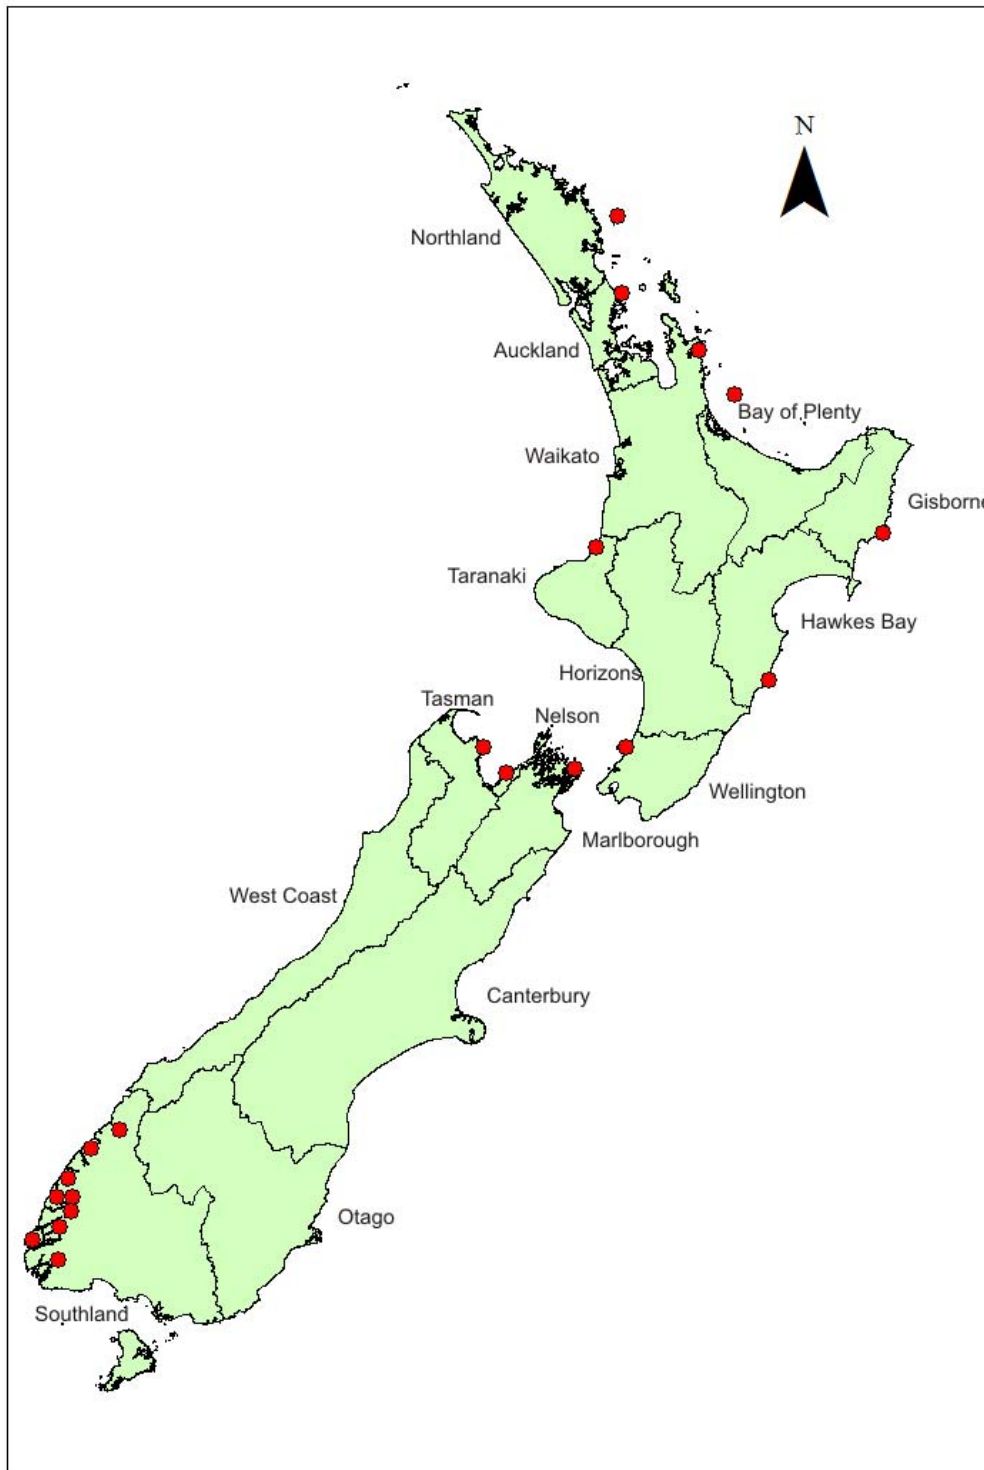 N
Northland
Auckland
Bay of Plenty
Waikato
Gisborne
Taranaki
Hawkes Bay
Horizons
Tasman
Nelson
Wellington
Marlborough
West Coast
Canterbury
Otago
Southland